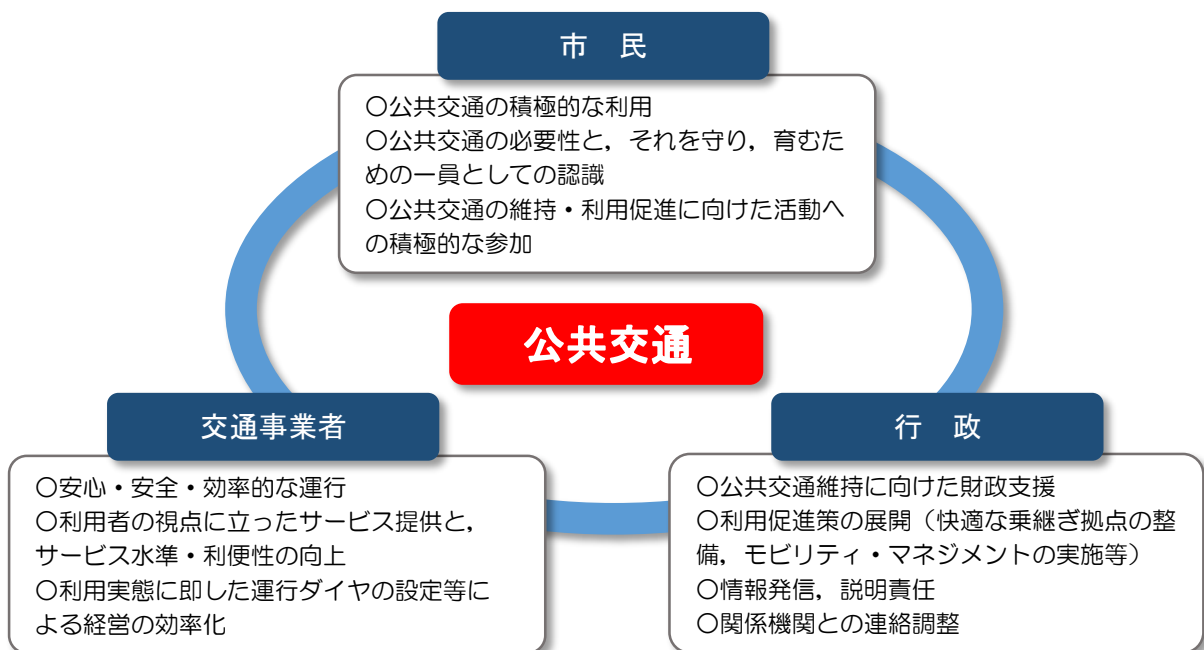 市　民
〇公共交通の積極的な利用
〇公共交通の必要性と，それを守り，育むた
めの一員としての認識
〇公共交通の維持・利用促進に向けた活動へ
の積極的な参加
公共交通
交通事業者
〇安心・安全・効率的な運行
〇利用者の視点に立ったサービス提供と，
サービス水準・利便性の向上
〇利用実態に即した運行ダイヤの設定等に
よる経営の効率化
行　政
〇公共交通維持に向けた財政支援
〇利用促進策の展開（快適な乗継ぎ拠点の整
備，モビリティ・マネジメントの実施等）
〇情報発信，説明責任
〇関係機関との連絡調整